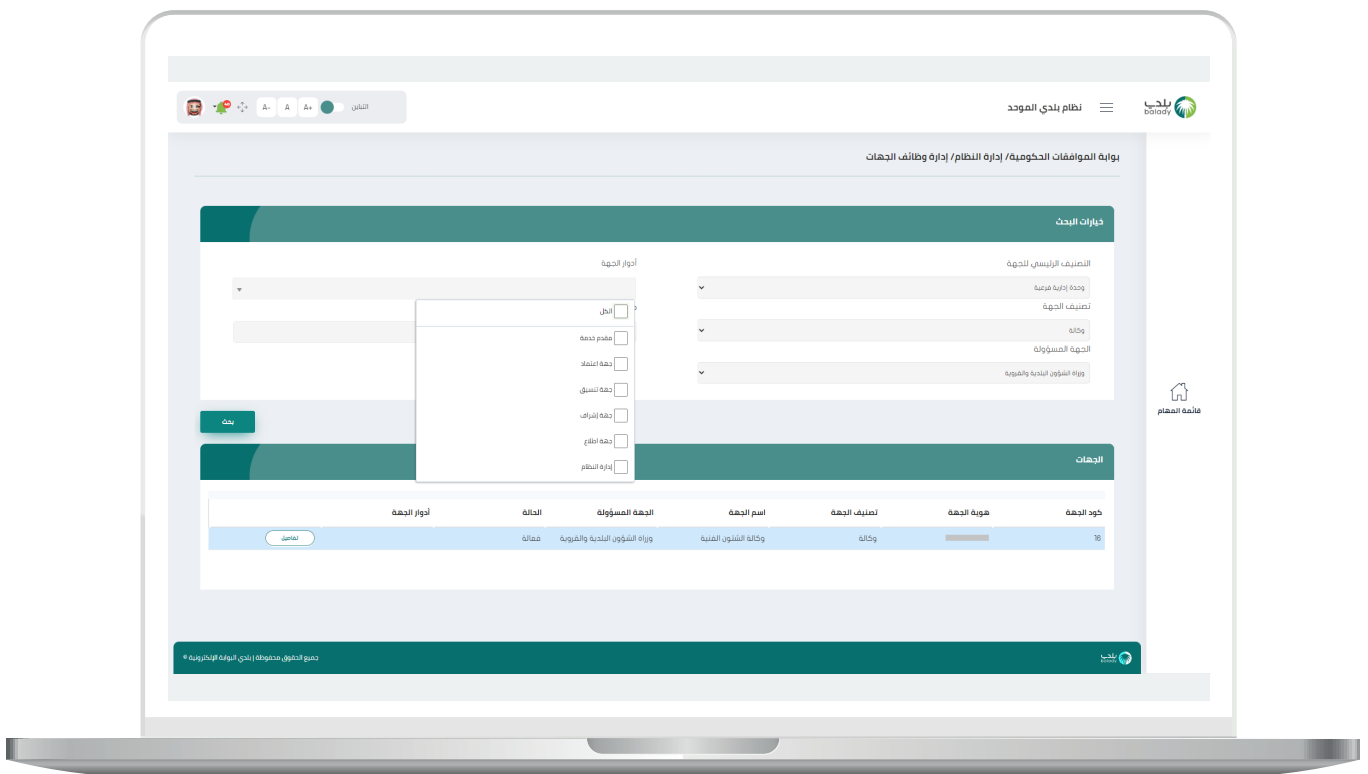 بلدي
balady
نظام بلدي الموحد
التباين
A+
A
A-
بوابة الموافقات الحكومية/ إدارة النظام/ إدارة وظائف الجهات
خيارات البحث
التصنيف الرئيسي للجهة
أدوار الجهة
وحدة إدارية فرعية
تصنيف الجهة
وكالة
الجهة المسؤولة
وزراة الشؤون البلدية والقروية
الكل
مقدم خدمة
جهة اعتماد
جهة تنسيق
جهة إشراف
جهة اطلاع
إدارة النظام
قائمة المهام
بحث
الجهات
كود الجهة هوية الجهة تصنيف الجهة اسم الجهة الجهة المسؤولة الحالة أدوار الجهة
16 وكالة وكالة الشئون الفنية وزراة الشؤون البلدية والقروية فعالة تفاصيل
بلدي
balady
جميع الحقوق محفوظة | بلدي البوابة الإلكترونية ©